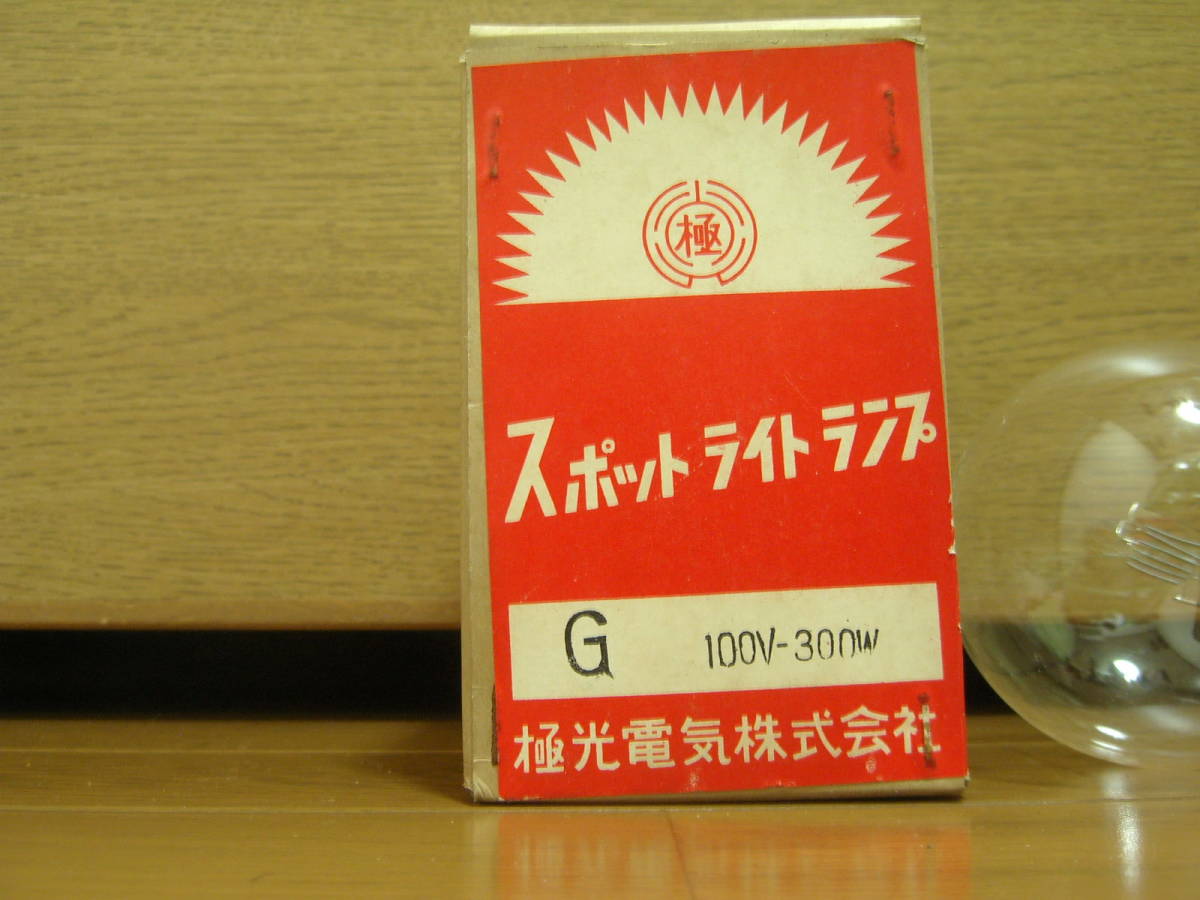 極
スポットライトランプ
G 100V-300W
極光電気株式会社